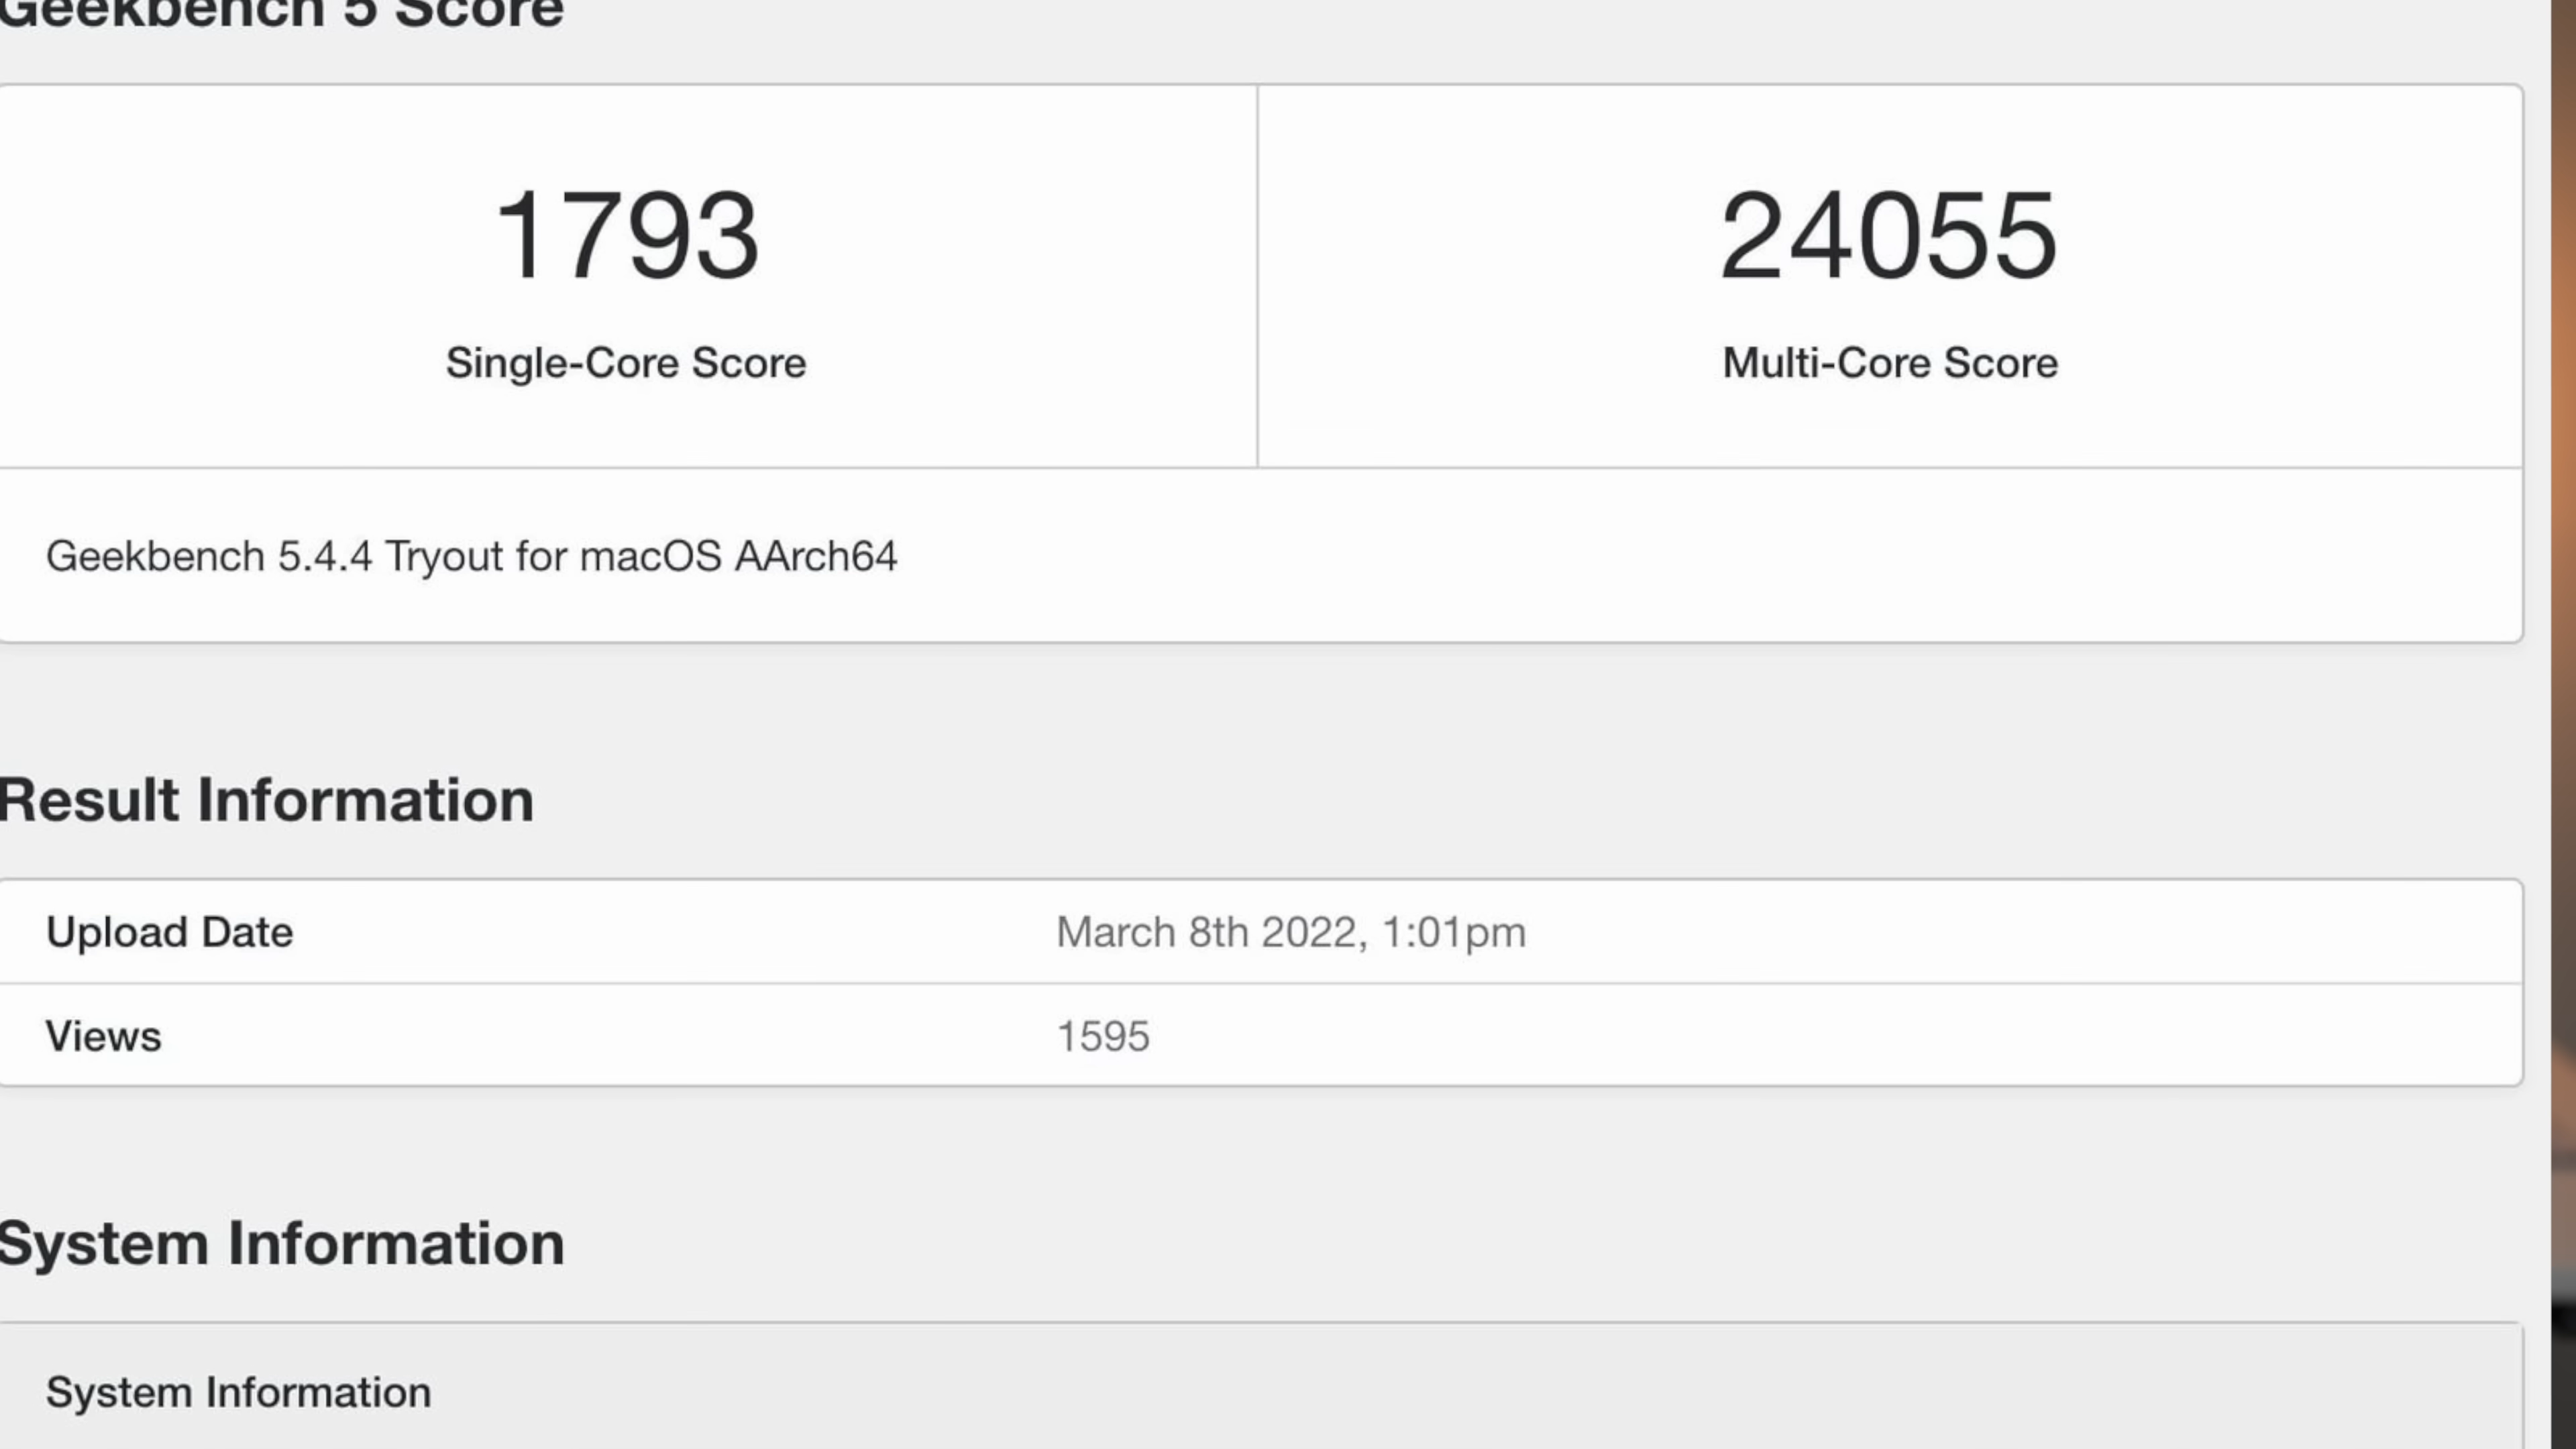 Geekbench 5 Score
1793
Single-Core Score
24055
Multi-Core Score
Geekbench 5.4.4 Tryout for macOS AArch64
Result Information
Upload Date March 8th 2022, 1:01pm
Views 1595
System Information
System Information